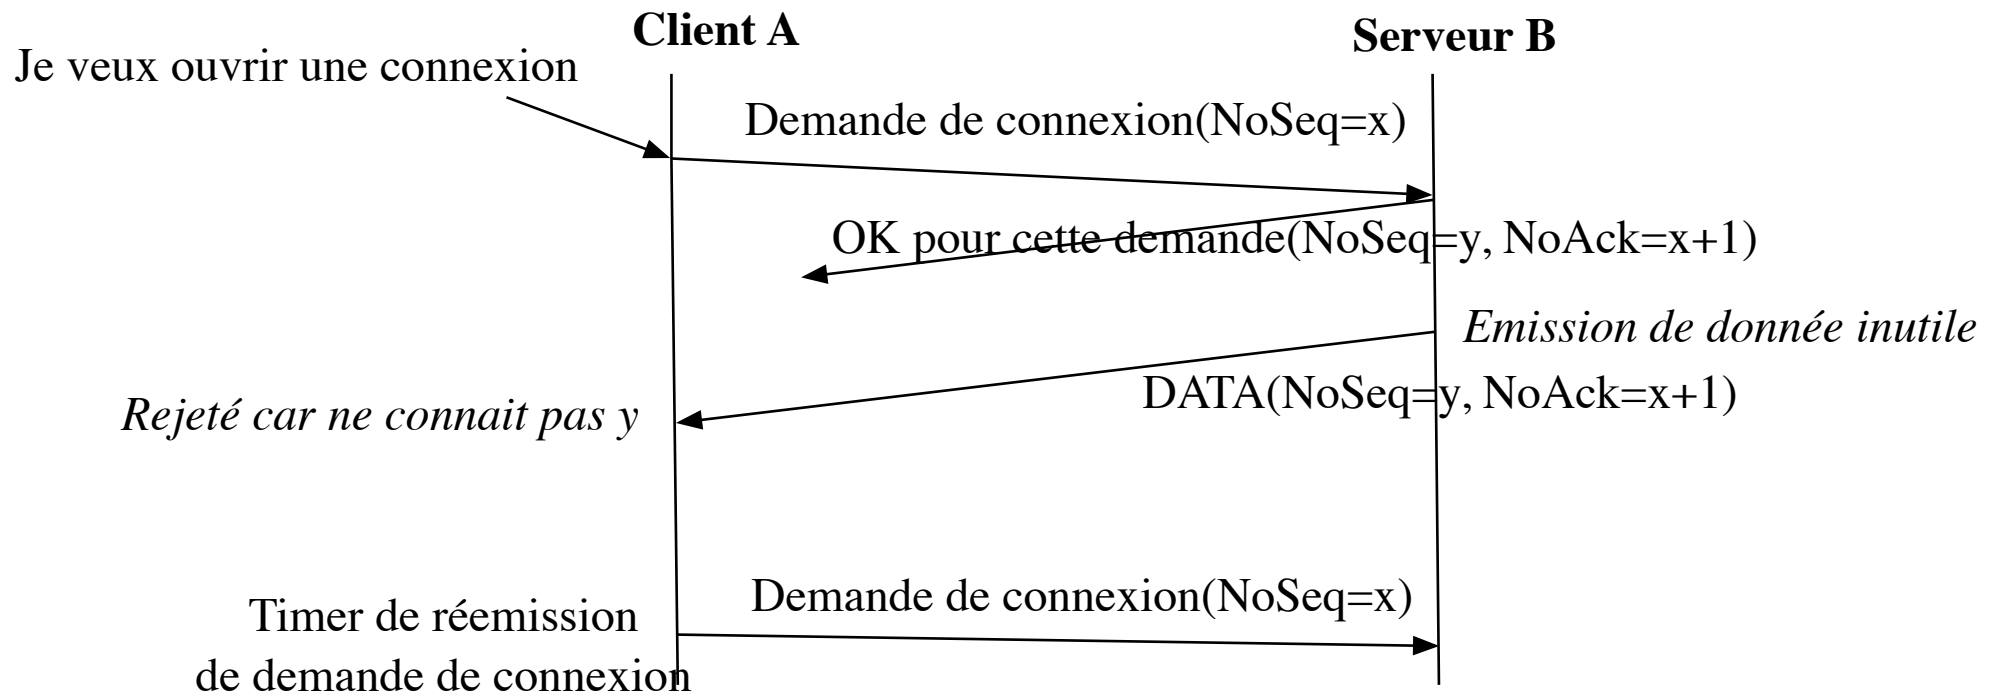 Client A
Serveur B
Je veux ouvrir une connexion
Demande de connexion(NoSeq=x)
OK pour cette demande(NoSeq=y, NoAck=x+1)
Emission de donnée inutile
DATA(NoSeq=y, NoAck=x+1)
Rejeté car ne connait pas y
Demande de connexion(NoSeq=x)
Timer de réemission
de demande de connexion